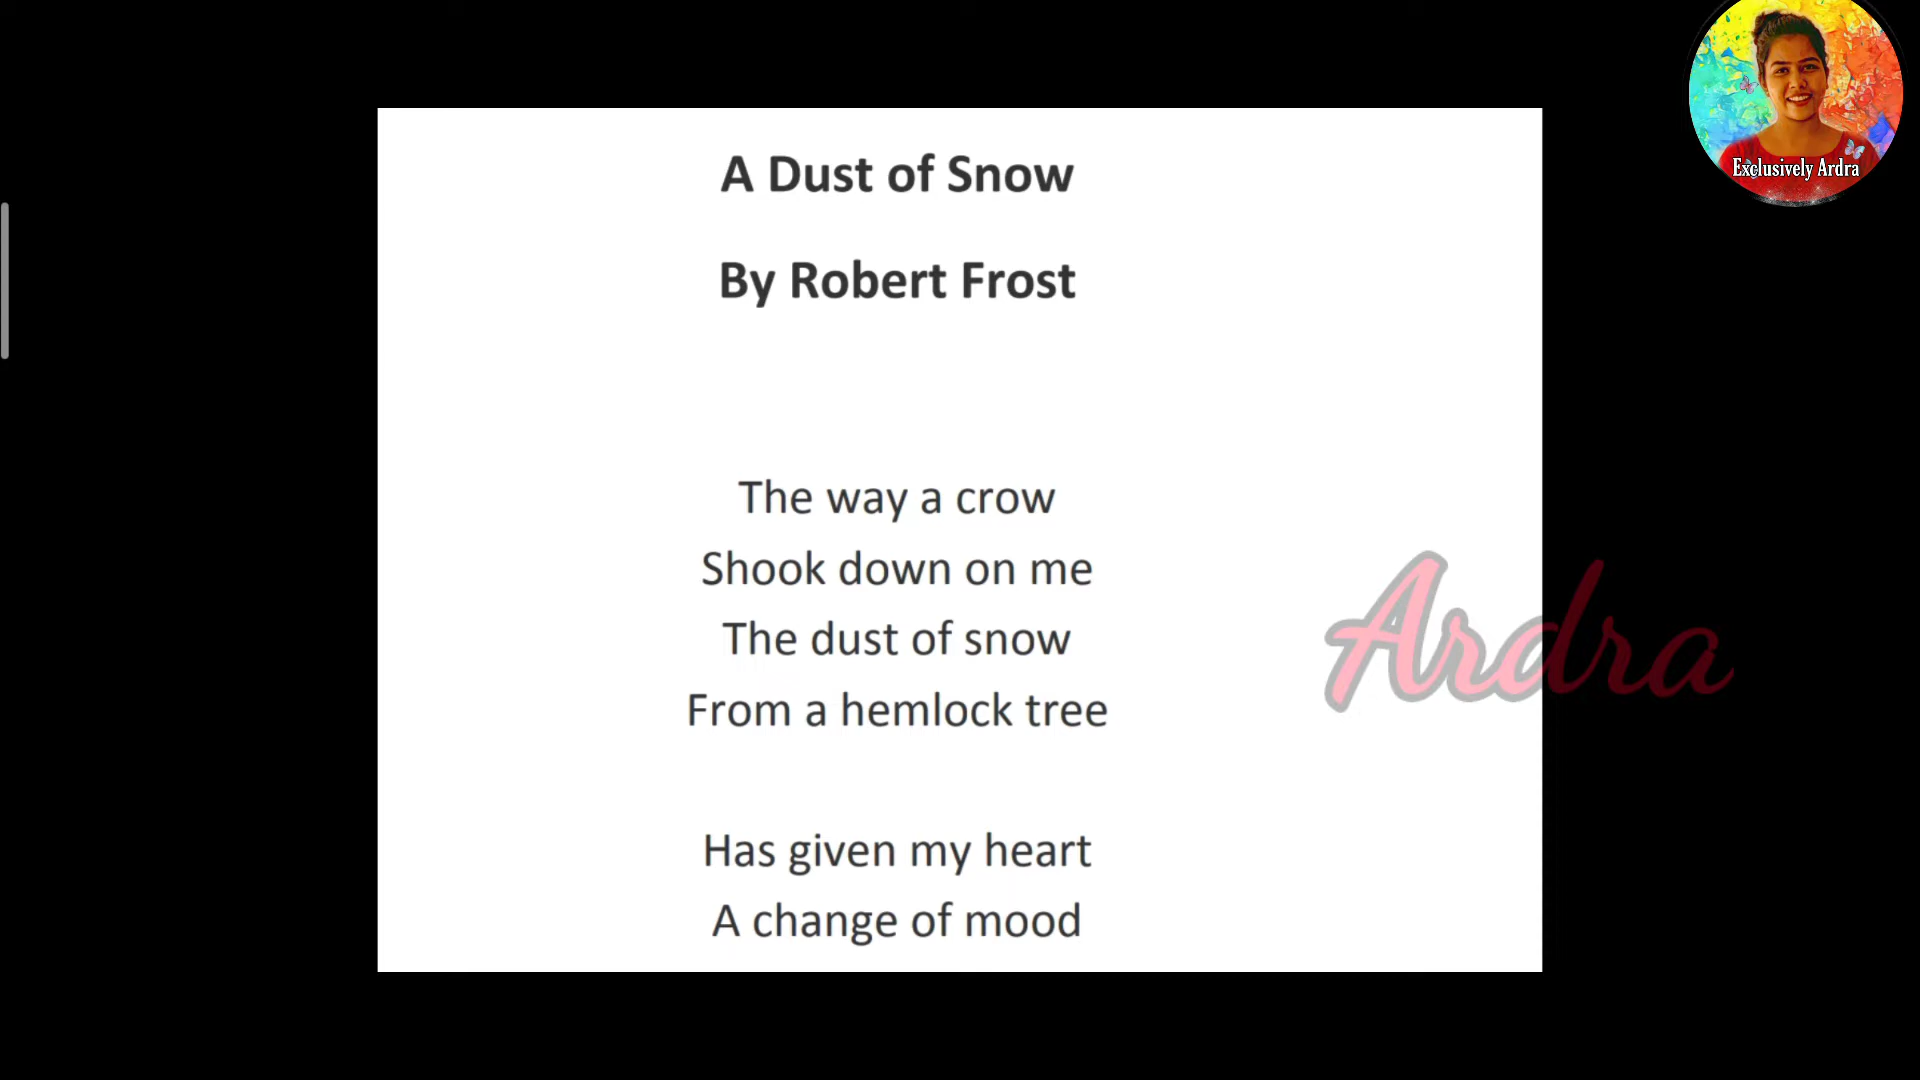 A Dust of Snow
By Robert Frost
The way a crow
Shook down on me
The dust of snow
From a hemlock tree
Has given my heart
A change of mood
Exclusively Ardra
Ardra